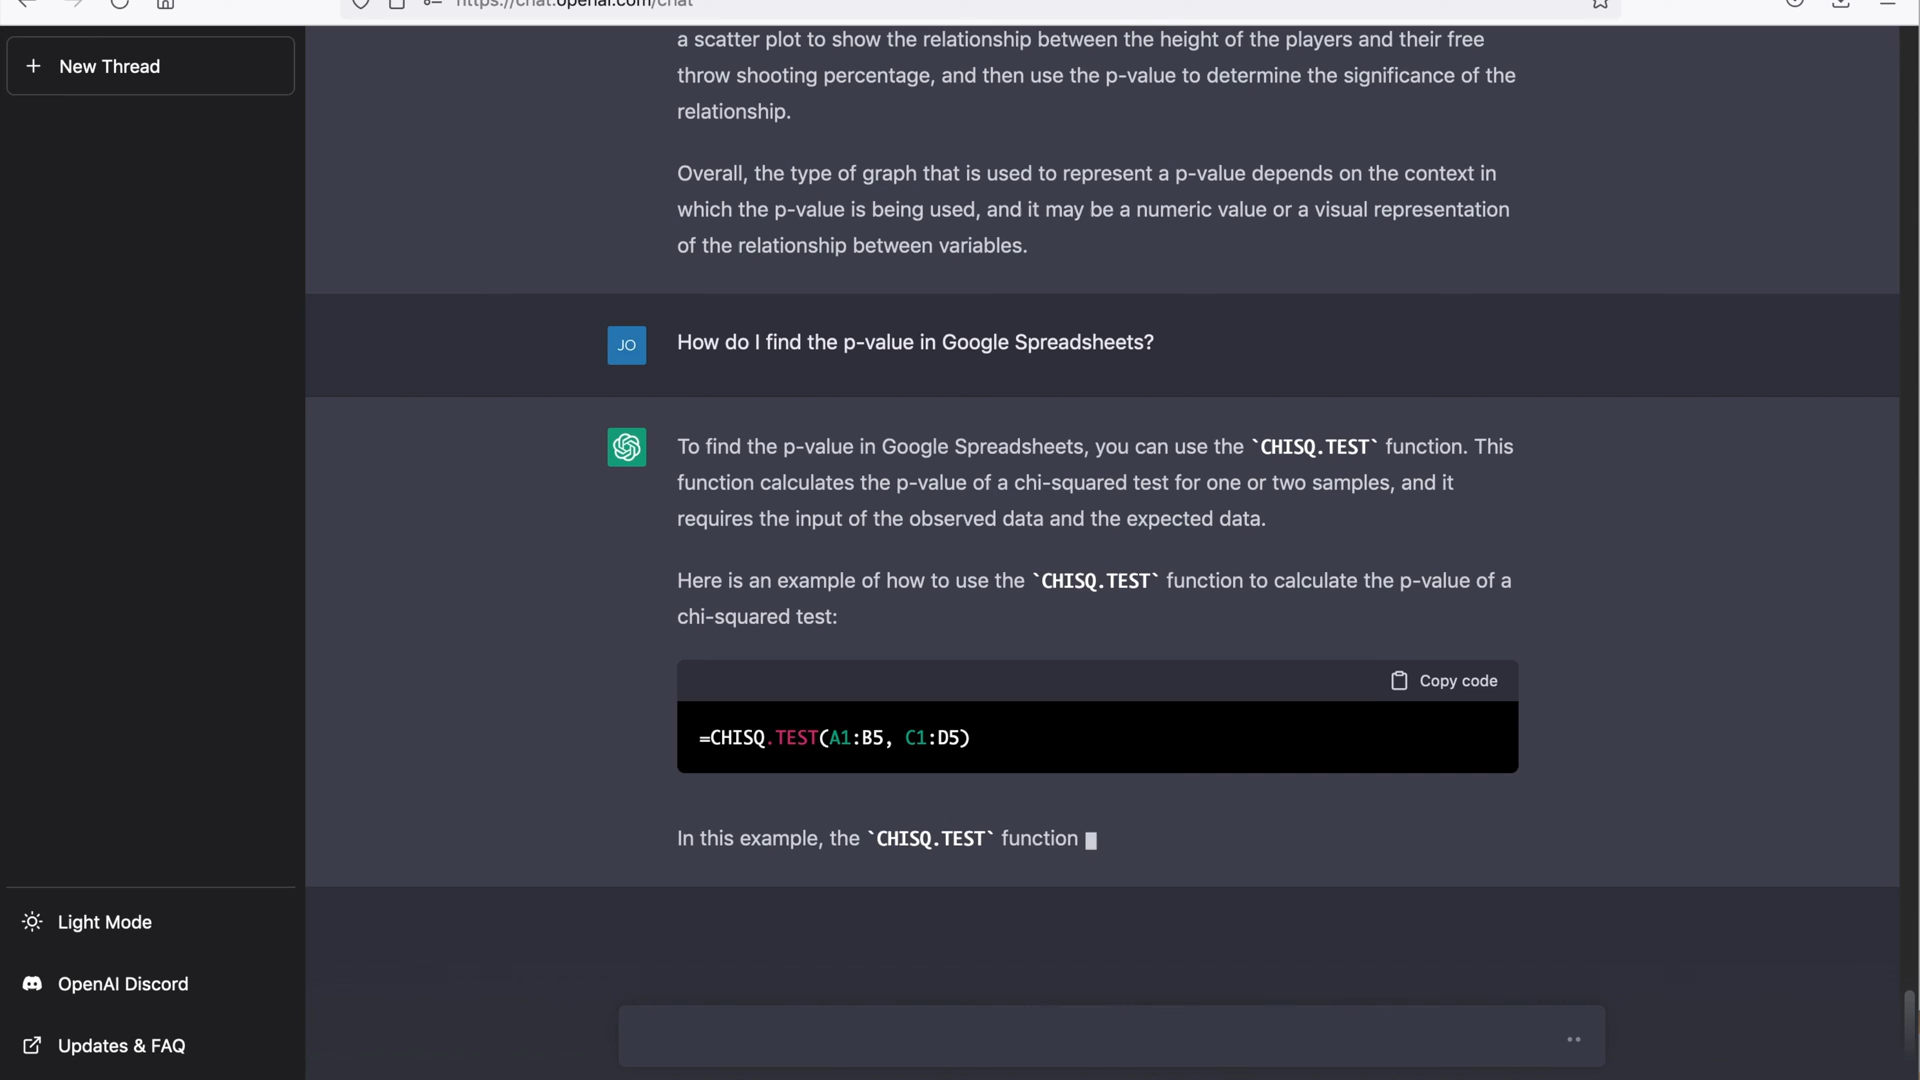 https://chat.openai.com/chat
New Thread
a scatter plot to show the relationship between the height of the players and their free
throw shooting percentage, and then use the p-value to determine the significance of the
relationship.
Overall, the type of graph that is used to represent a p-value depends on the context in
which the p-value is being used, and it may be a numeric value or a visual representation
of the relationship between variables.
JO
How do I find the p-value in Google Spreadsheets?
To find the p-value in Google Spreadsheets, you can use the `CHISQ.TEST` function. This
function calculates the p-value of a chi-squared test for one or two samples, and it
requires the input of the observed data and the expected data.
Here is an example of how to use the `CHISQ.TEST` function to calculate the p-value of a
chi-squared test:
Copy code
=CHISQ.TEST(A1:B5, C1:D5)
In this example, the `CHISQ.TEST` function
Light Mode
OpenAI Discord
Updates & FAQ